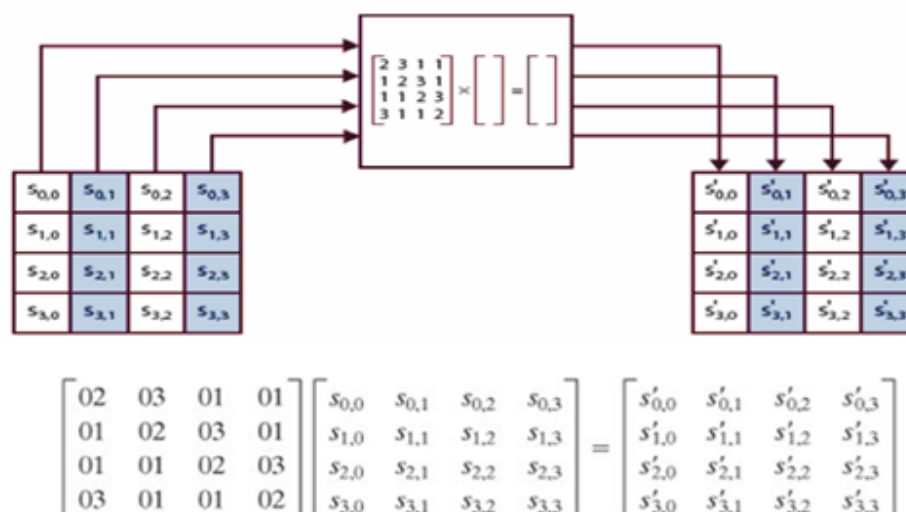 2 3 1 1
1 2 3 1
1 1 2 3
3 1 1 2
× =
s0,0 s0,1 s0,2 s0,3
s1,0 s1,1 s1,2 s1,3
s2,0 s2,1 s2,2 s2,3
s3,0 s3,1 s3,2 s3,3
s'0,0 s'0,1 s'0,2 s'0,3
s'1,0 s'1,1 s'1,2 s'1,3
s'2,0 s'2,1 s'2,2 s'2,3
s'3,0 s'3,1 s'3,2 s'3,3
02 03 01 01 s0,0 s0,1 s0,2 s0,3 s'0,0 s'0,1 s'0,2 s'0,3
01 02 03 01 s1,0 s1,1 s1,2 s1,3 = s'1,0 s'1,1 s'1,2 s'1,3
01 01 02 03 s2,0 s2,1 s2,2 s2,3 s'2,0 s'2,1 s'2,2 s'2,3
03 01 01 02 s3,0 s3,1 s3,2 s3,3 s'3,0 s'3,1 s'3,2 s'3,3